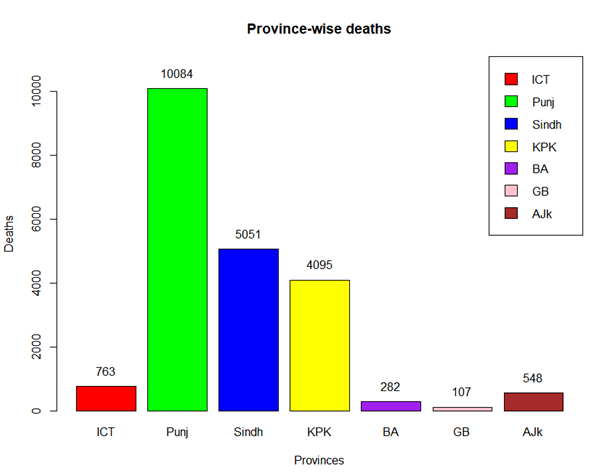 Province-wise deaths
ICT
Punj
Sindh
KPK
BA
GB
AJk
Deaths
10000
8000
6000
4000
2000
0
763
10084
5051
4095
282
107
548
ICT Punj Sindh KPK BA GB AJk
Provinces